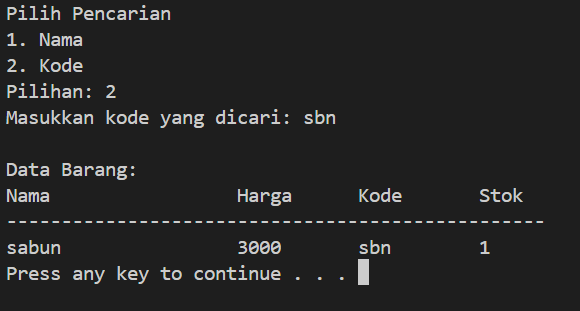 Pilih Pencarian
1. Nama
2. Kode
Pilihan: 2
Masukkan kode yang dicari: sbn
Data Barang:
Nama Harga Kode Stok
-------------------------------------------------
sabun 3000 sbn 1
Press any key to continue . . .